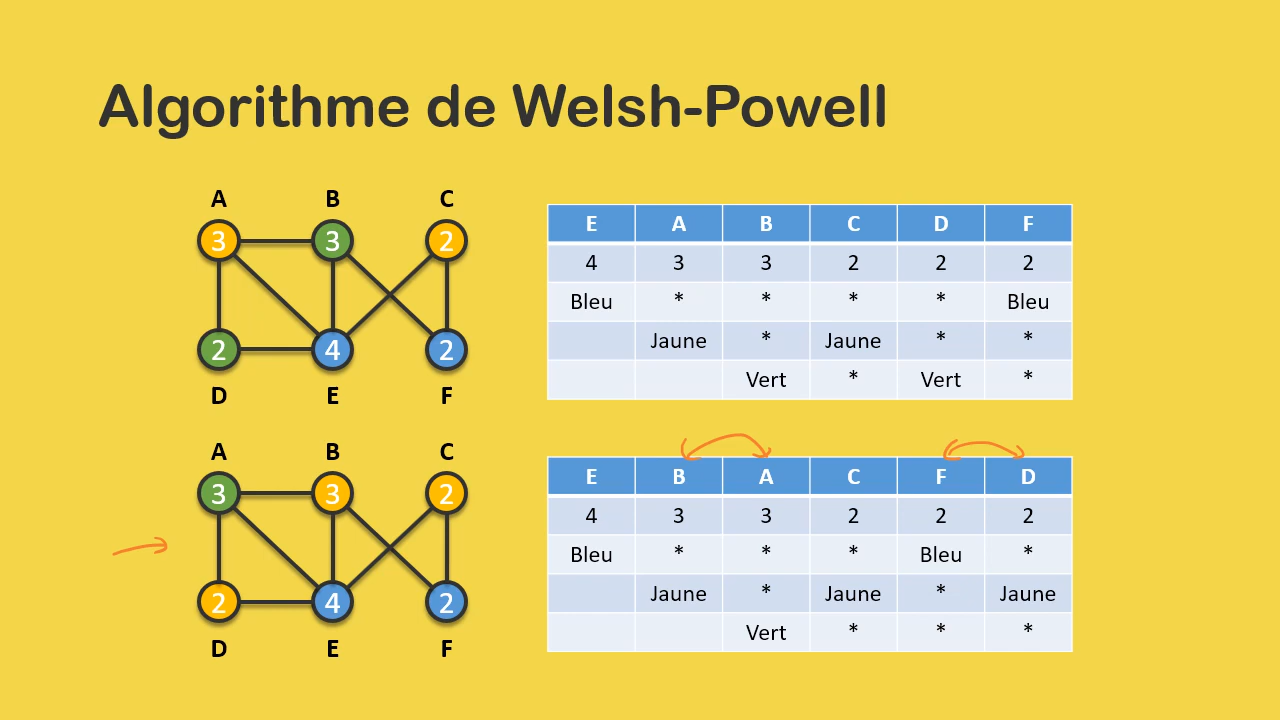 Algorithme de Welsh-Powell
A B C
3 3 2
2 4 2
D E F
E A B C D F
4 3 3 2 2 2
Bleu * * * * Bleu
Jaune * Jaune * *
Vert * Vert *
A B C
3 3 2
2 4 2
D E F
E B A C F D
4 3 3 2 2 2
Bleu * * * Bleu *
Jaune * Jaune * Jaune
Vert * * *